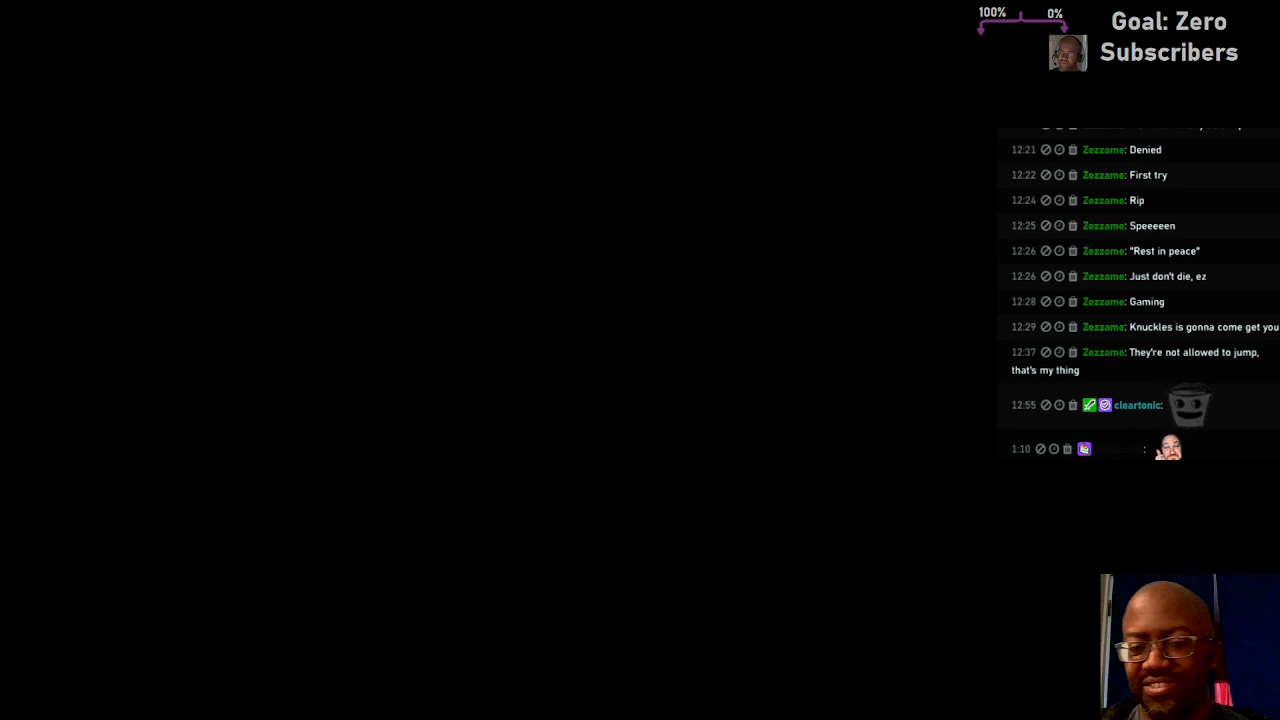 100% 0%
Goal: Zero
Subscribers
12:21 Zezzame: Denied
12:22 Zezzame: First try
12:24 Zezzame: Rip
12:25 Zezzame: Speeeeen
12:26 Zezzame: "Rest in peace"
12:26 Zezzame: Just don't die, ez
12:28 Zezzame: Gaming
12:29 Zezzame: Knuckles is gonna come get you
12:37 Zezzame: They're not allowed to jump,
that's my thing
12:55 cleartonic:
1:10 :